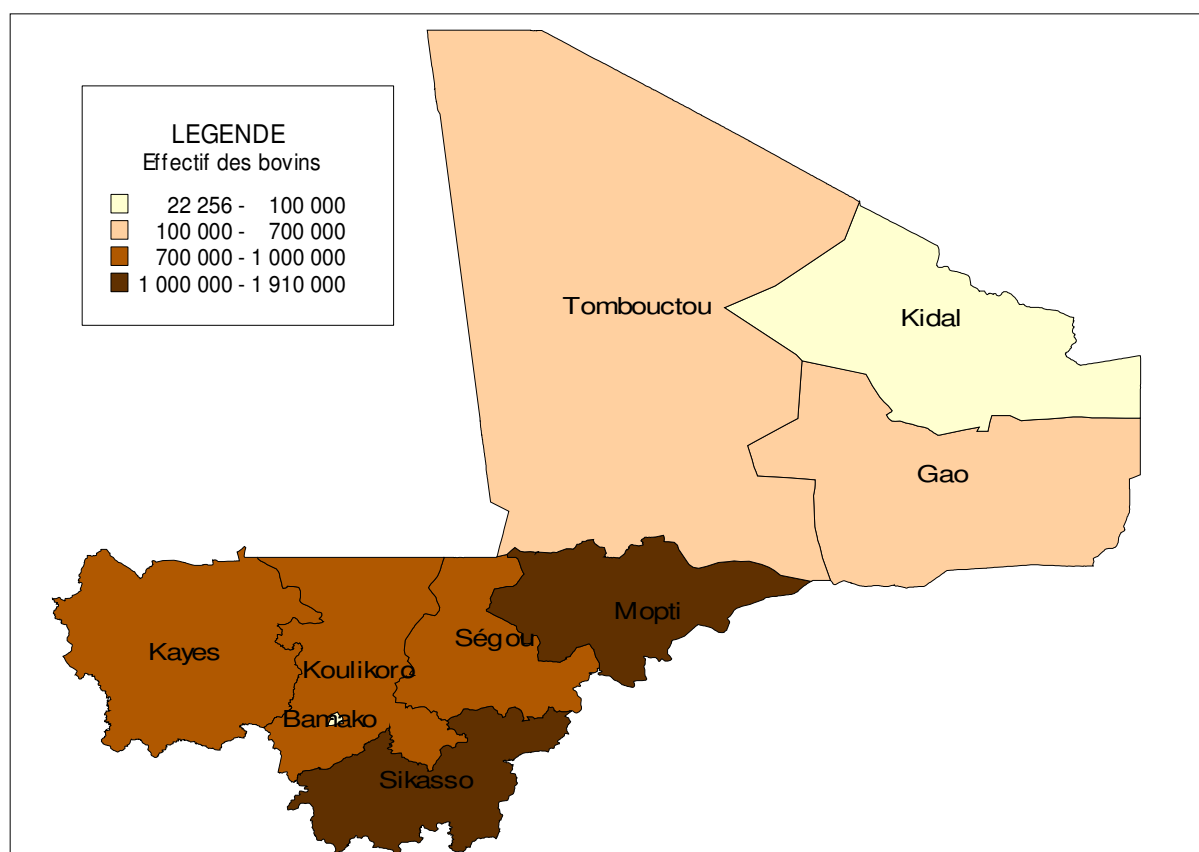 LEGENDE
Effectif des bovins
22 256 - 100 000
100 000 - 700 000
700 000 - 1 000 000
1 000 000 - 1 910 000
Tombouctou
Kidal
Gao
Mopti
Ségou
Kayes
Koulikoro
Bamako
Sikasso